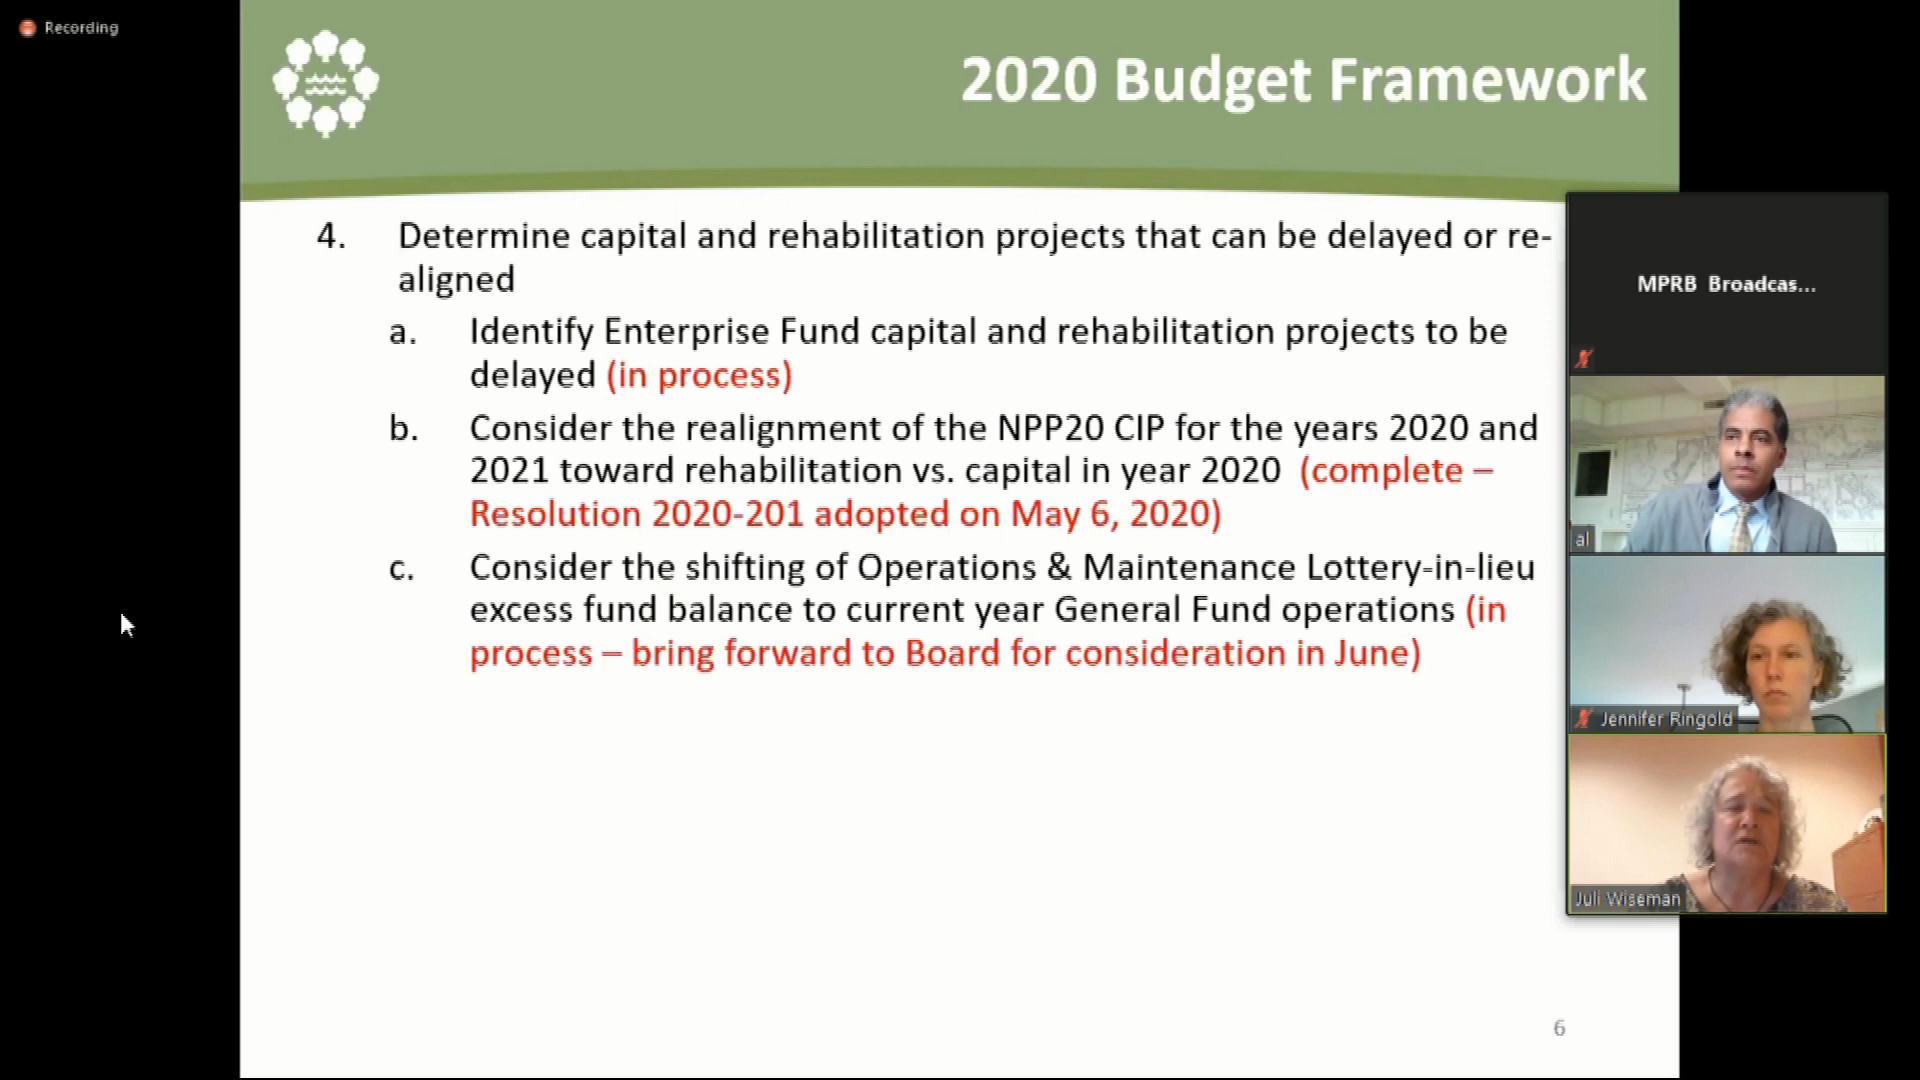 Recording
2020 Budget Framework
4. Determine capital and rehabilitation projects that can be delayed or re-
aligned
a. Identify Enterprise Fund capital and rehabilitation projects to be
delayed (in process)
b. Consider the realignment of the NPP20 CIP for the years 2020 and
2021 toward rehabilitation vs. capital in year 2020 (complete –
Resolution 2020-201 adopted on May 6, 2020)
c. Consider the shifting of Operations & Maintenance Lottery-in-lieu
excess fund balance to current year General Fund operations (in
process – bring forward to Board for consideration in June)
6
MPRB Broadcas...
al
Jennifer Ringold
Juli Wiseman